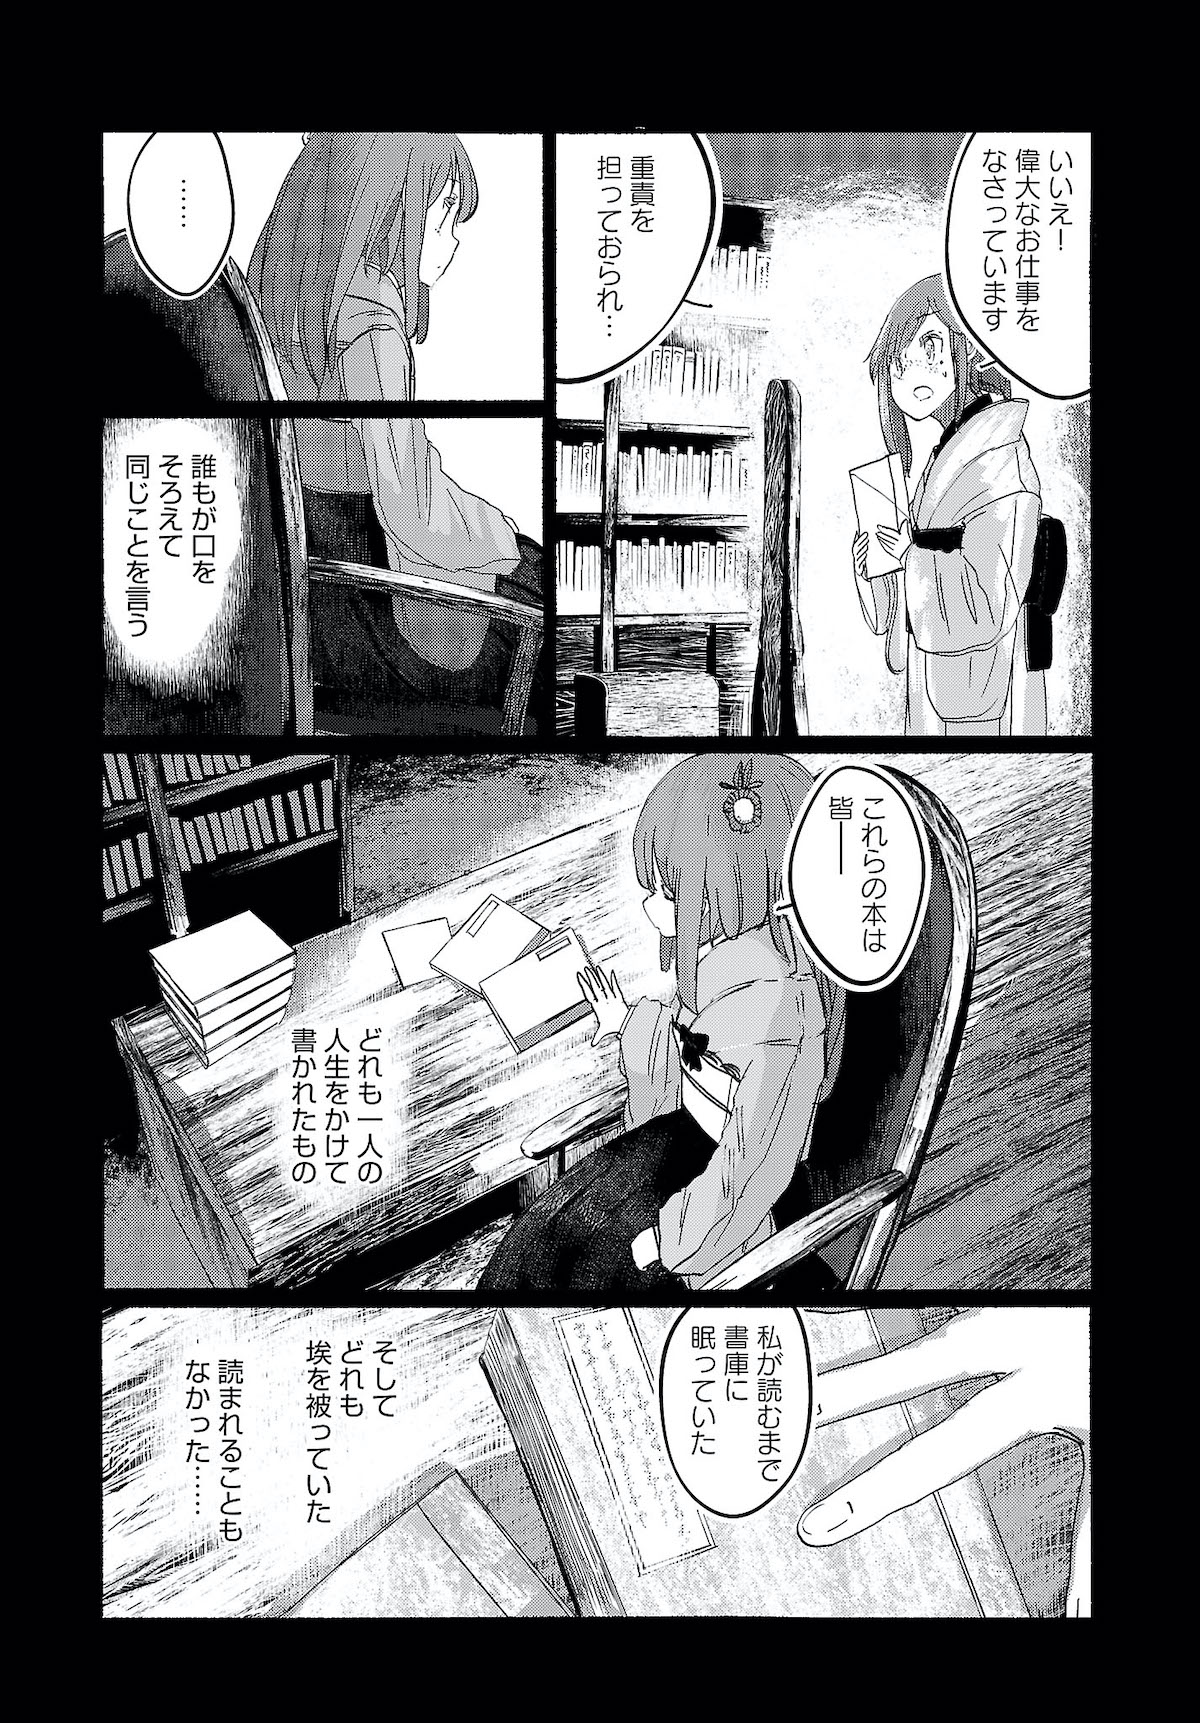 いいえ！
偉大なお仕事を
なさっています
重責を
担っておられ…
……
誰もが口を
そろえて
同じことを言う
これらの本は
皆――
どれも一人の
人生をかけて
書かれたもの
私が読むまで
書庫に
眠っていた
そして
どれも
埃を被っていた
読まれることも
なかった……